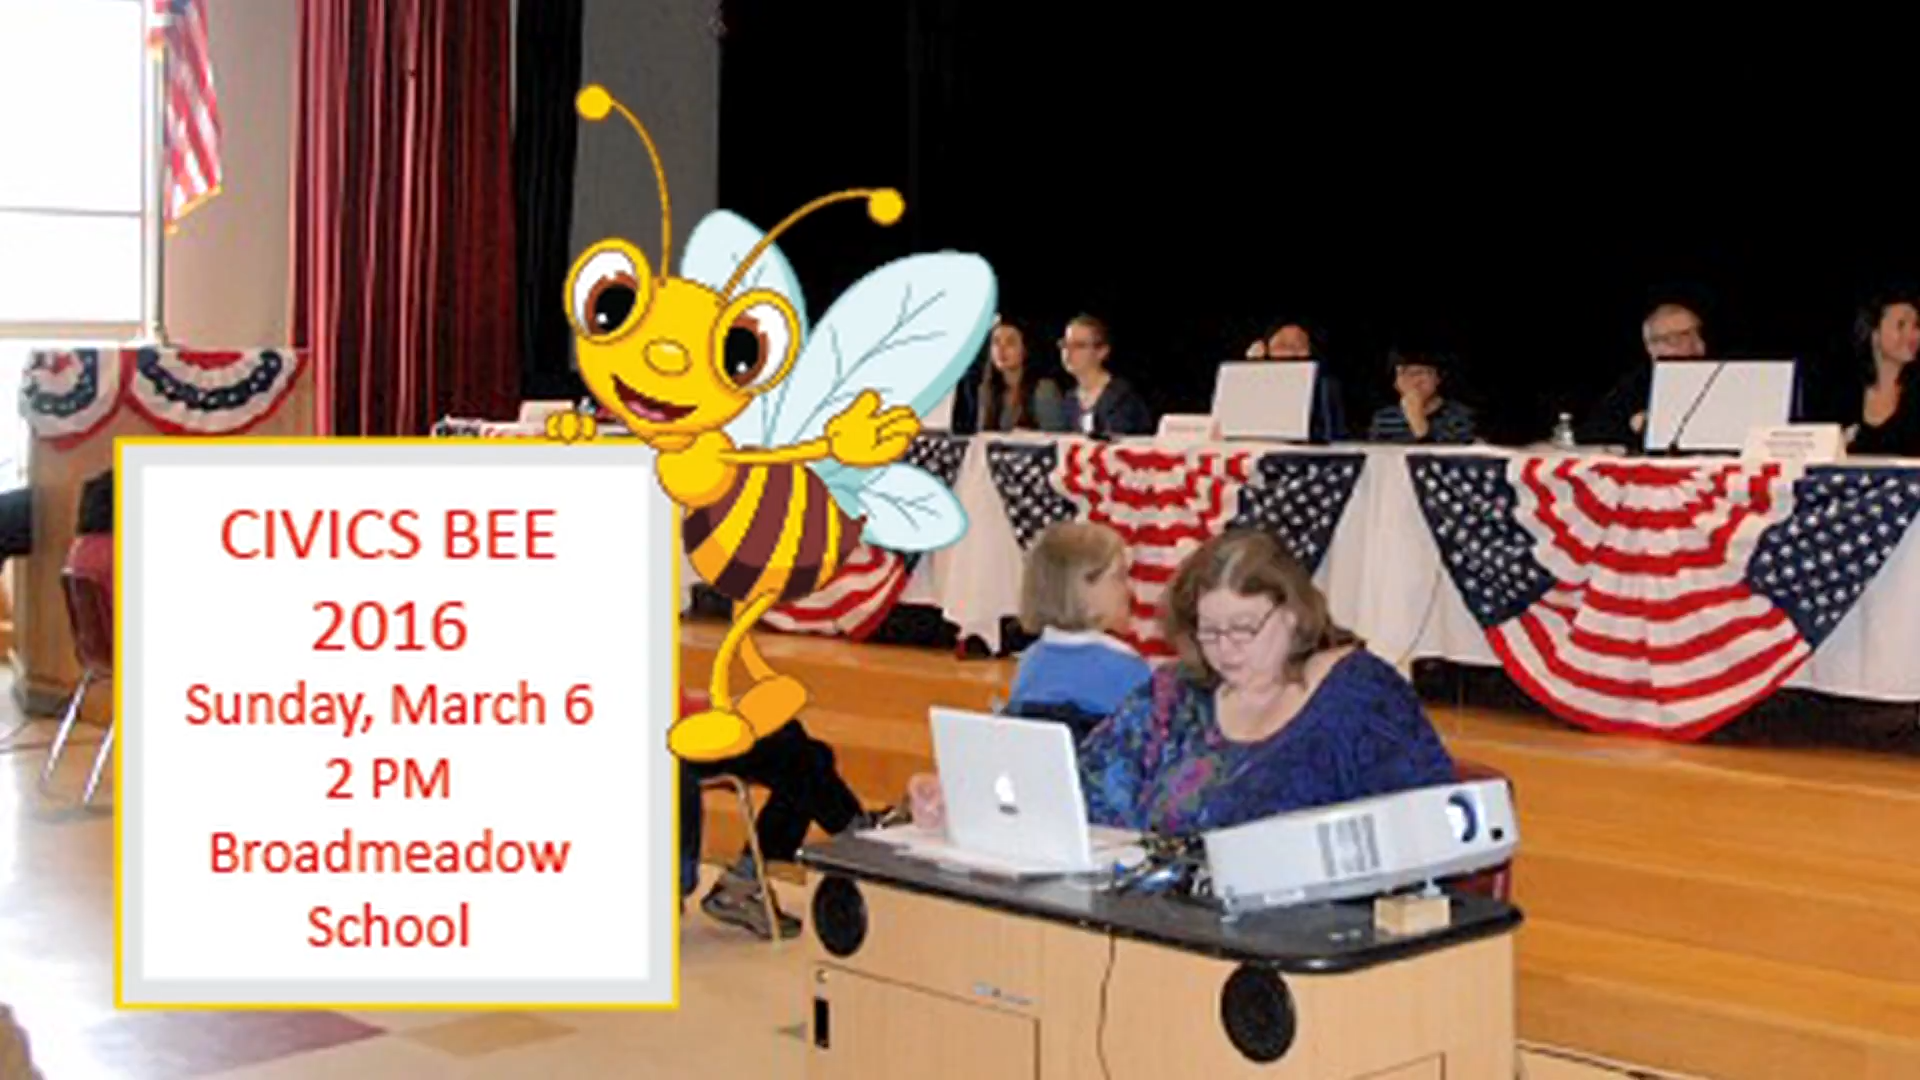 CIVICS BEE
2016
Sunday, March 6
2 PM
Broadmeadow
School